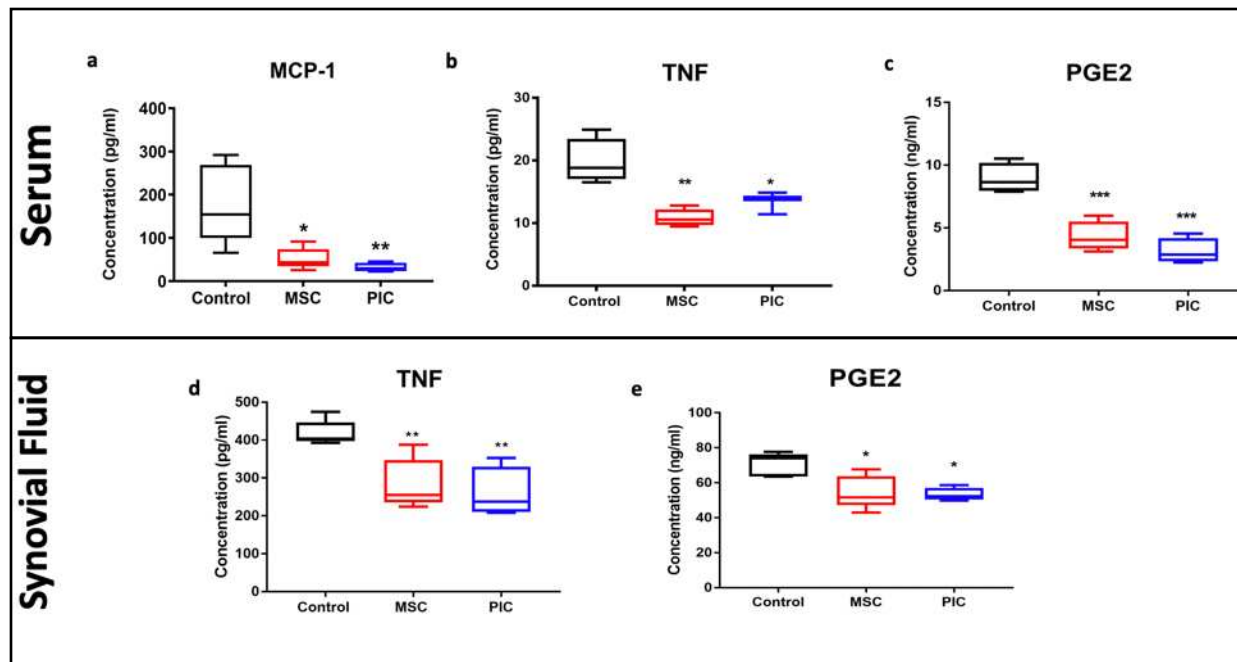 Serum
a
MCP-1
Concentration (pg/ml)
400
300
200
100
0
*
**
Control MSC PIC
b
TNF
Concentration (pg/ml)
30
20
10
0
**
*
Control MSC PIC
c
PGE2
Concentration (ng/ml)
15
10
5
0
***
***
Control MSC PIC
Synovial Fluid
d
TNF
Concentration (pg/ml)
500
400
300
200
100
0
**
**
Control MSC PIC
e
PGE2
Concentration (ng/ml)
100
80
60
40
20
0
*
*
Control MSC PIC